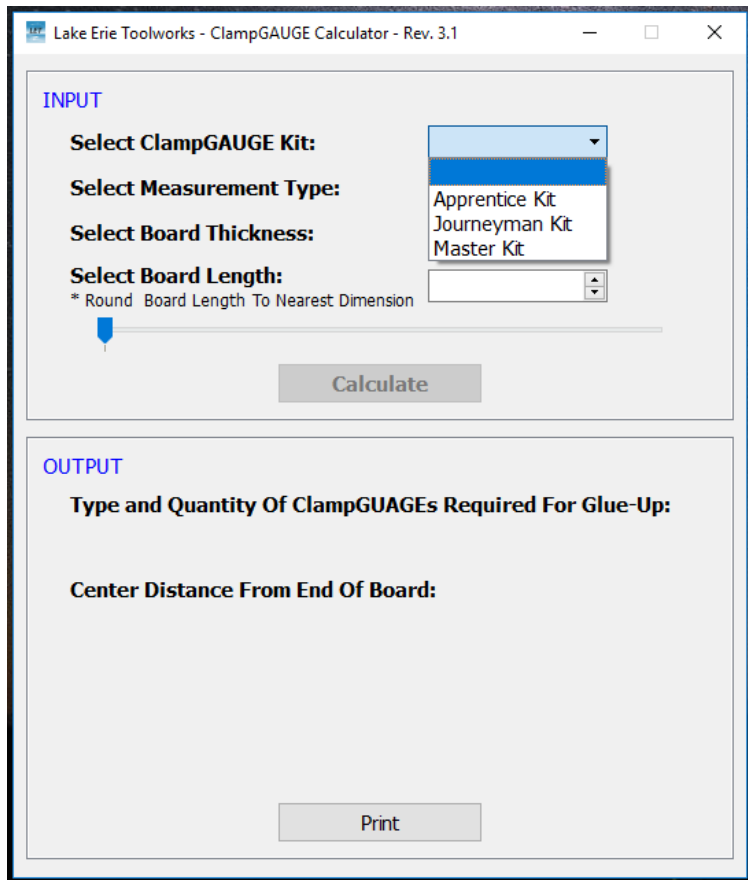 Lake Erie Toolworks - ClampGAUGE Calculator - Rev. 3.1
INPUT
Select ClampGAUGE Kit:
Select Measurement Type:
Apprentice Kit
Journeyman Kit
Master Kit
Select Board Thickness:
Select Board Length:
* Round Board Length To Nearest Dimension
Calculate
OUTPUT
Type and Quantity Of ClampGUAGEs Required For Glue-Up:
Center Distance From End Of Board:
Print